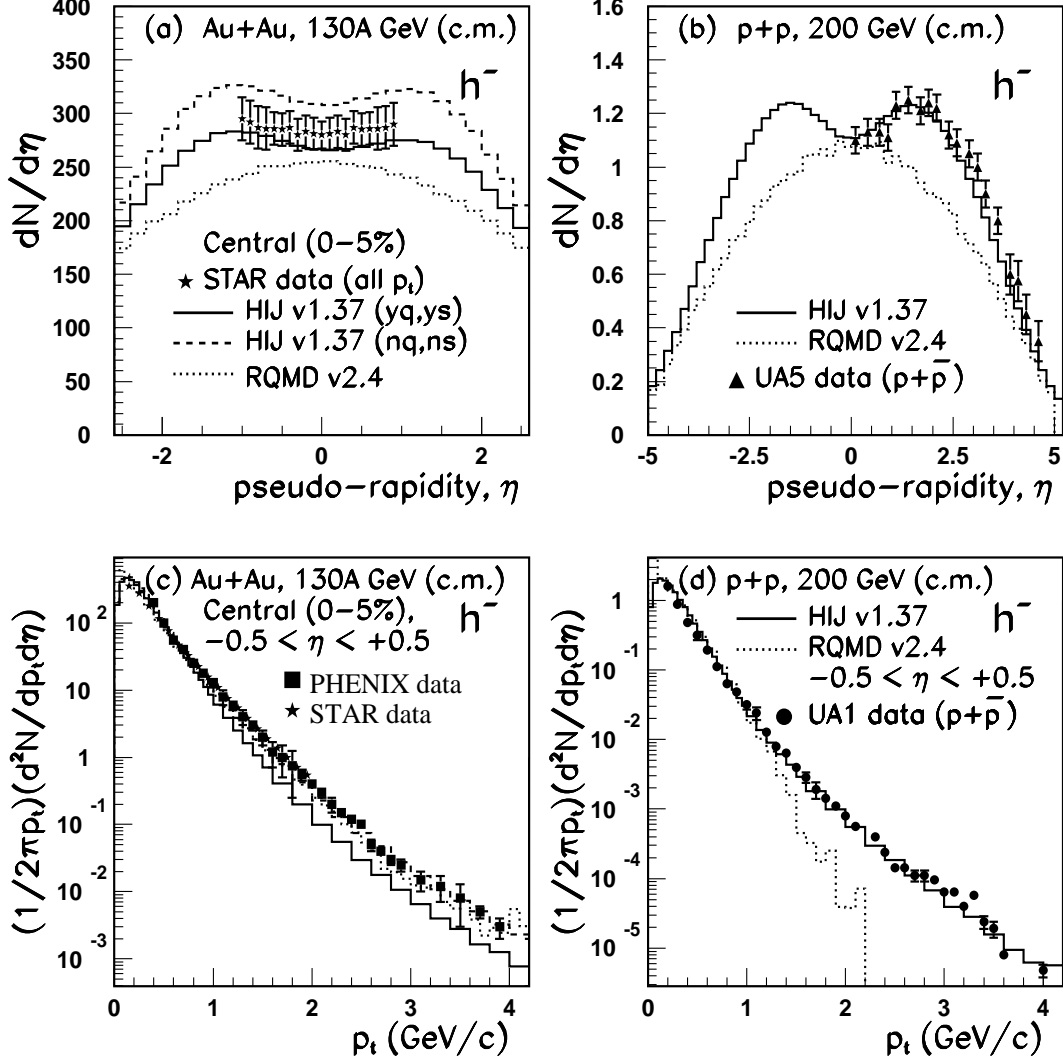 (a) Au+Au, 130A GeV (c.m.)
h⁻
dN/dη
400
350
300
250
200
150
100
50
0
Central (0−5%)
★ STAR data (all pₜ)
HIJ v1.37 (yq,ys)
HIJ v1.37 (nq,ns)
RQMD v2.4
-2 0 2
pseudo−rapidity, η
(b) p+p, 200 GeV (c.m.)
h⁻
dN/dη
1.6
1.4
1.2
1
0.8
0.6
0.4
0.2
0
HIJ v1.37
RQMD v2.4
▲ UA5 data (p+p̅)
-5 -2.5 0 2.5 5
pseudo−rapidity, η
(c) Au+Au, 130A GeV (c.m.)
Central (0−5%),
h⁻
−0.5 < η < +0.5
■ PHENIX data
★ STAR data
(1/2πpₜ)(d²N/dpₜdη)
10 ²
10
1
10 ⁻¹
10 ⁻²
10 ⁻³
0 1 2 3 4
pₜ (GeV/c)
(d) p+p, 200 GeV (c.m.)
HIJ v1.37
h⁻
RQMD v2.4
−0.5 < η < +0.5
● UA1 data (p+p̅)
(1/2πpₜ)(d²N/dpₜdη)
1
10 ⁻¹
10 ⁻²
10 ⁻³
10 ⁻⁴
10 ⁻⁵
0 1 2 3 4
pₜ (GeV/c)